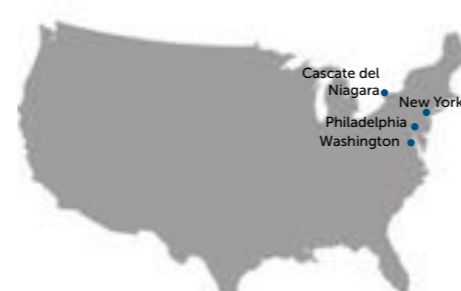 Cascate del
Niagara
New York
Philadelphia
Washington